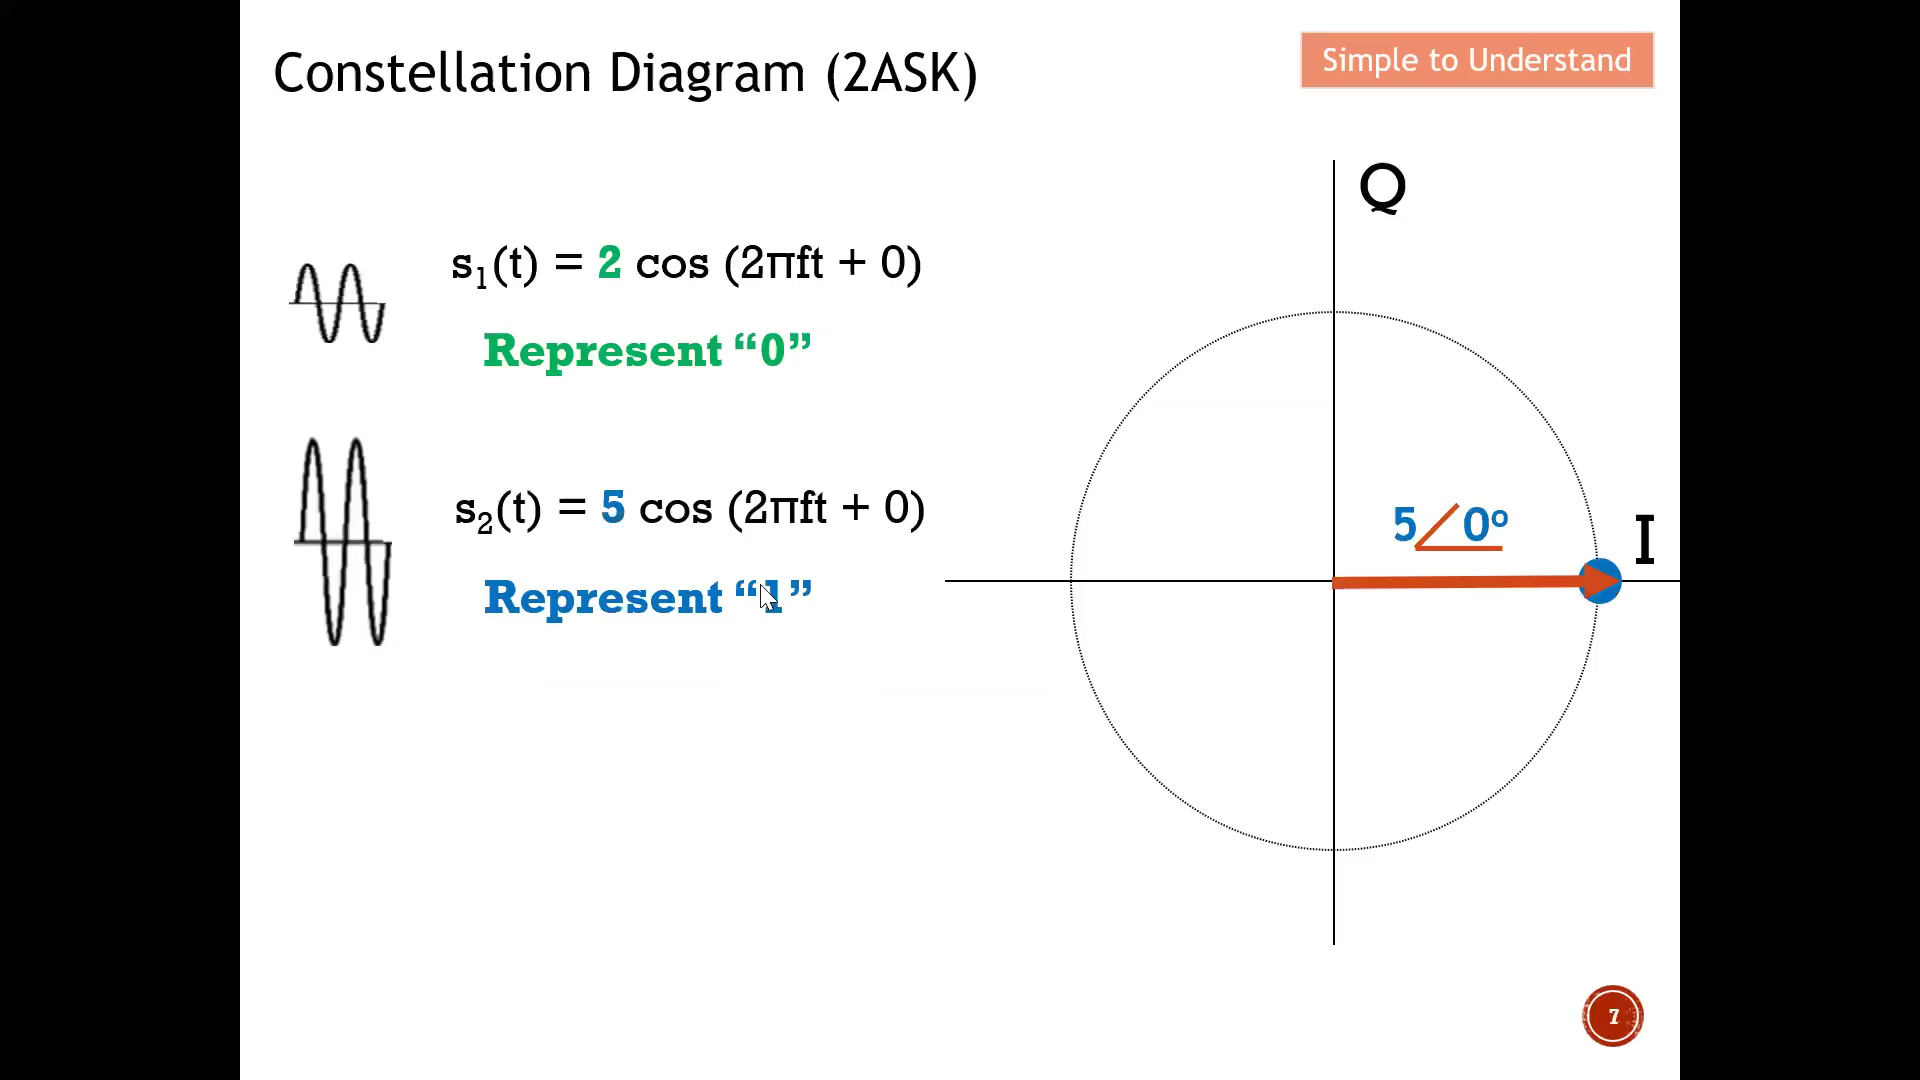 Constellation Diagram (2ASK)
Simple to Understand
Q
s₁(t) = 2 cos (2πft + 0)
Represent “0”
s₂(t) = 5 cos (2πft + 0)
Represent “1”
5∠0º
I
7